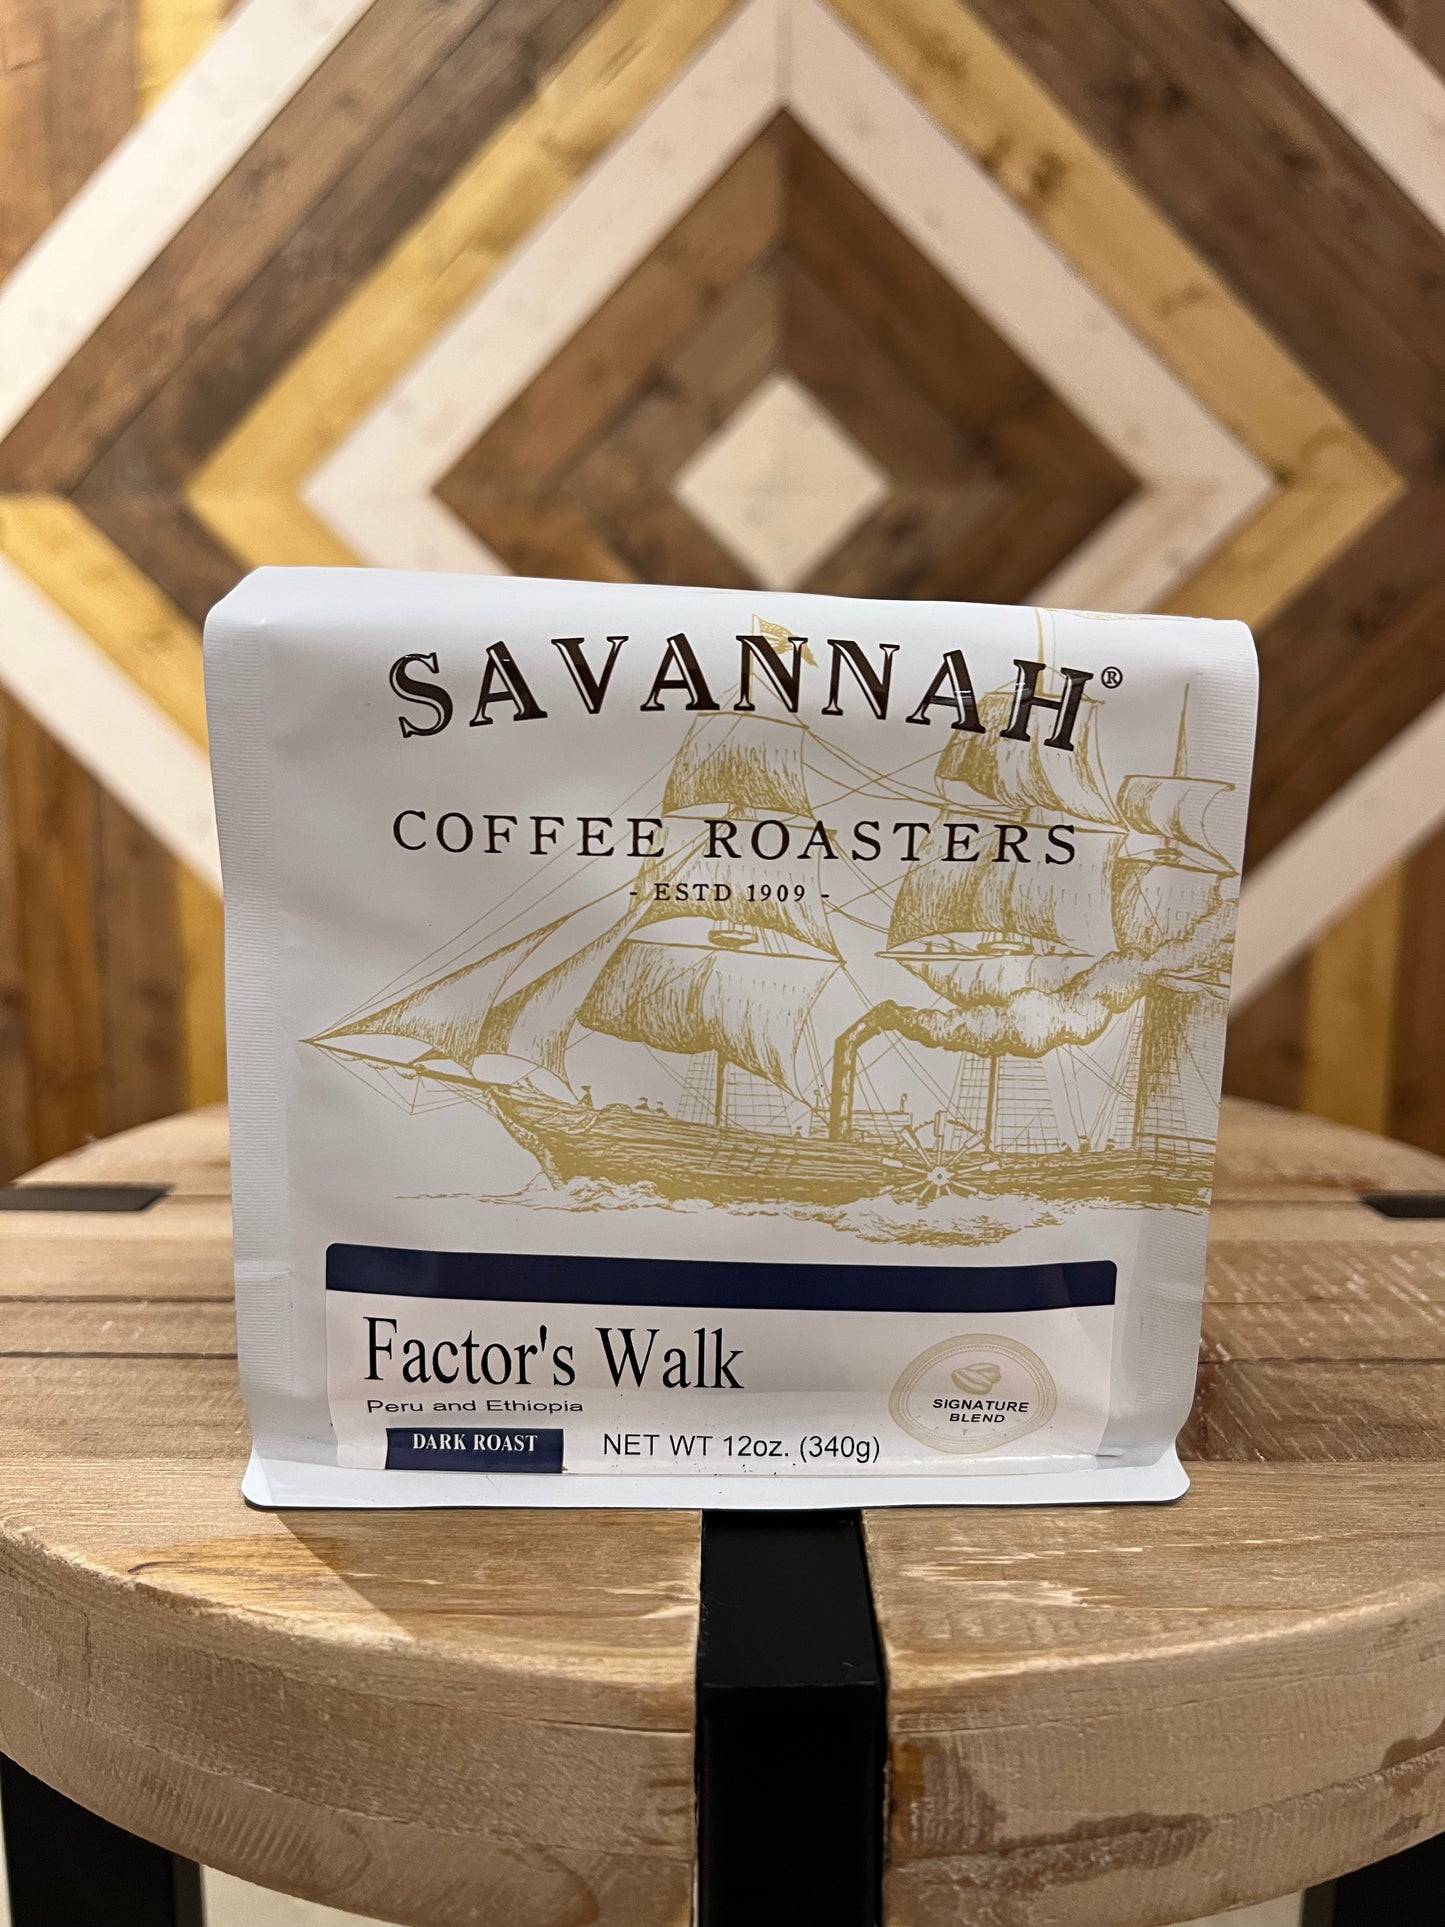 SAVANNAH®
COFFEE ROASTERS
- ESTD 1909 -
Factor's Walk
Peru and Ethiopia
SIGNATURE
BLEND
DARK ROAST
NET WT 12oz. (340g)